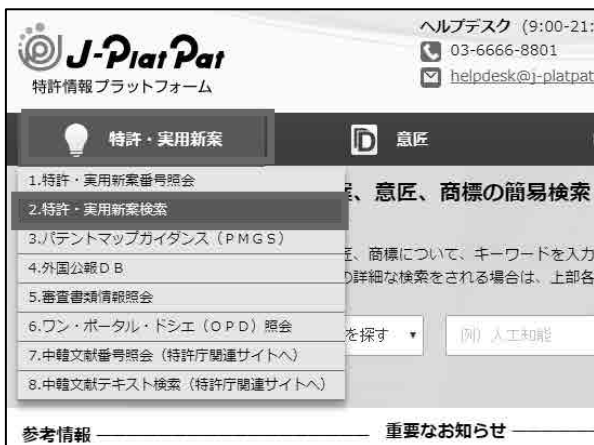 J-PlatPat
特許情報プラットフォーム
ヘルプデスク (9:00-21:
03-6666-8801
helpdesk@j-platpat
特許・実用新案
意匠
1.特許・実用新案番号照会
2.特許・実用新案検索
3.パテントマップガイダンス（PMGS）
4.外国公報DB
5.審査書類情報照会
6.ワン・ポータル・ドシエ（OPD）照会
7.中韓文献番号照会（特許庁関連サイトへ）
8.中韓文献テキスト検索（特許庁関連サイトへ）
、意匠、商標の簡易検索
、商標について、キーワードを入力
の詳細な検索をされる場合は、上部各
を探す
例) 人工知能
参考情報
重要なお知らせ